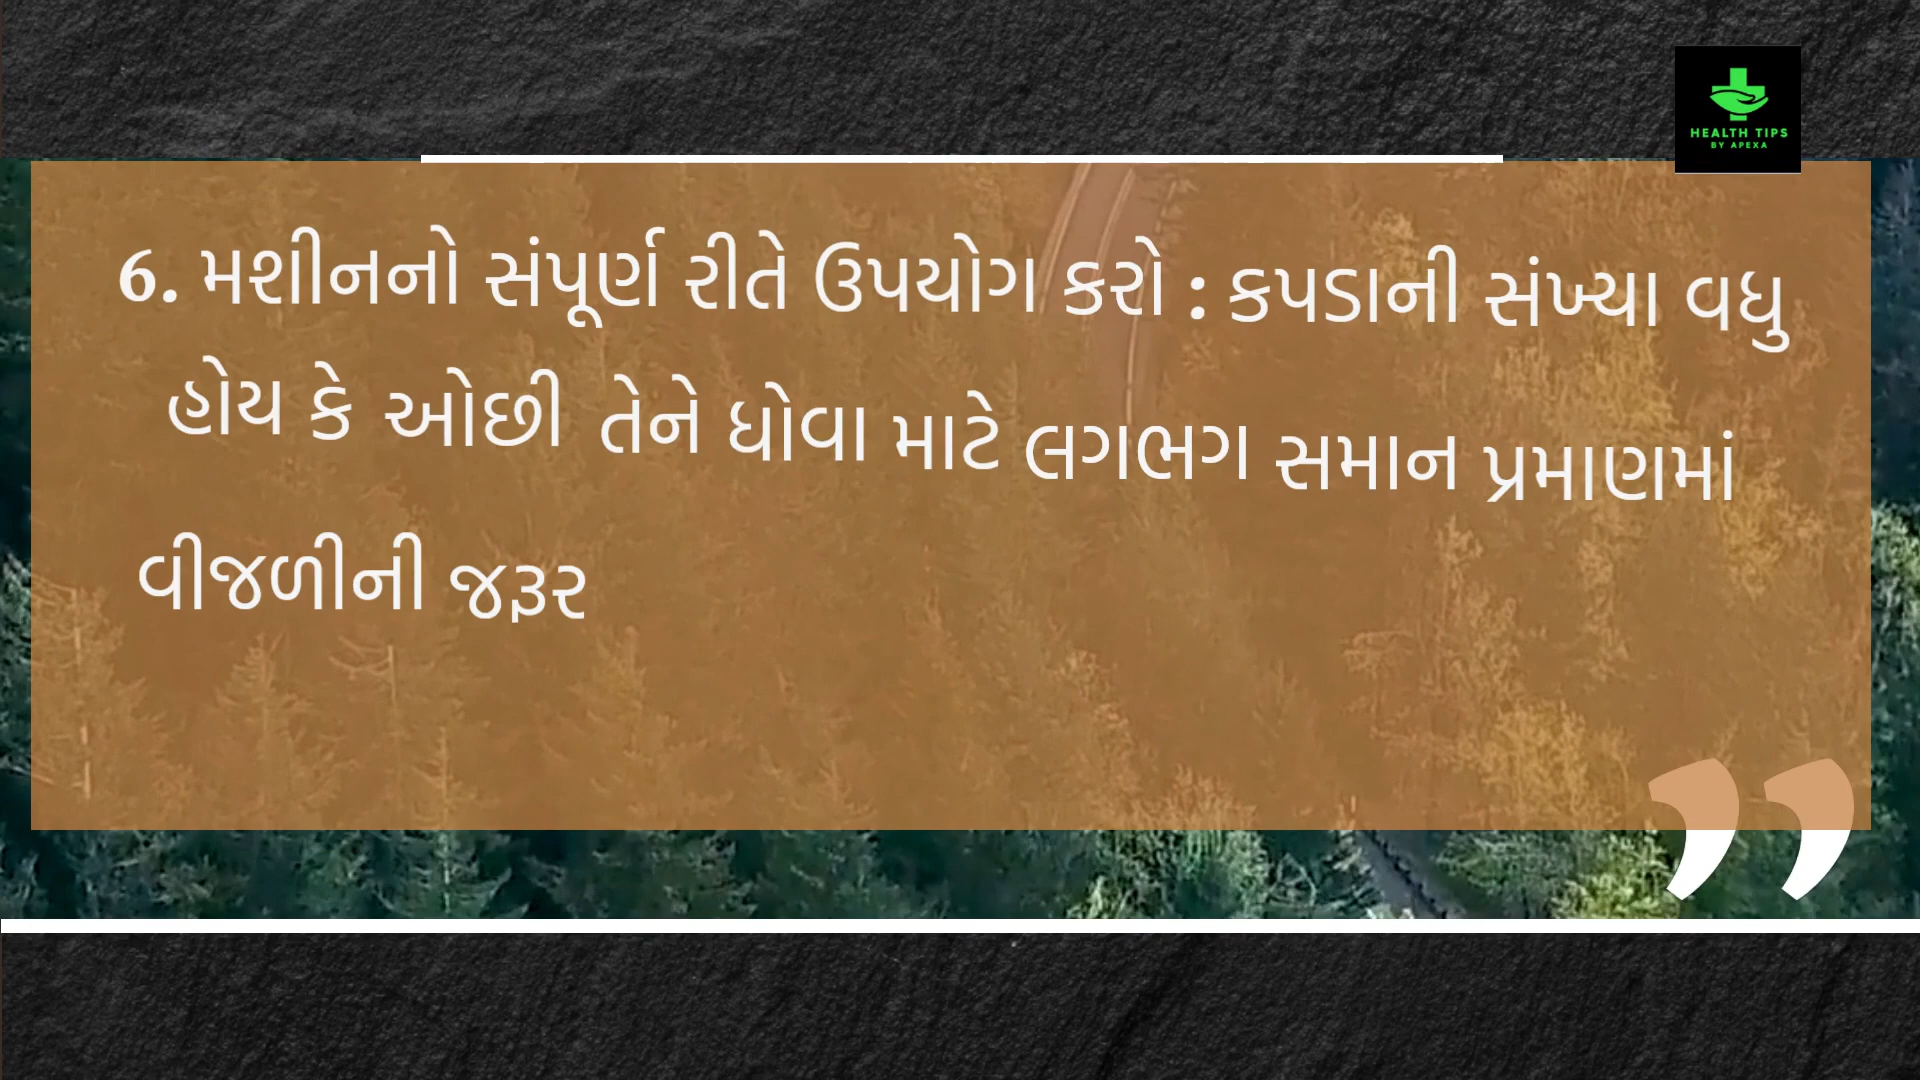 HEALTH TIPS
BY APEXA
6. મશીનનો સંપૂર્ણ રીતે ઉપયોગ કરો : કપડાની સંખ્યા વધુ
હોય કે ઓછી તેને ધોવા માટે લગભગ સમાન પ્રમાણમાં
વીજળીની જરૂર